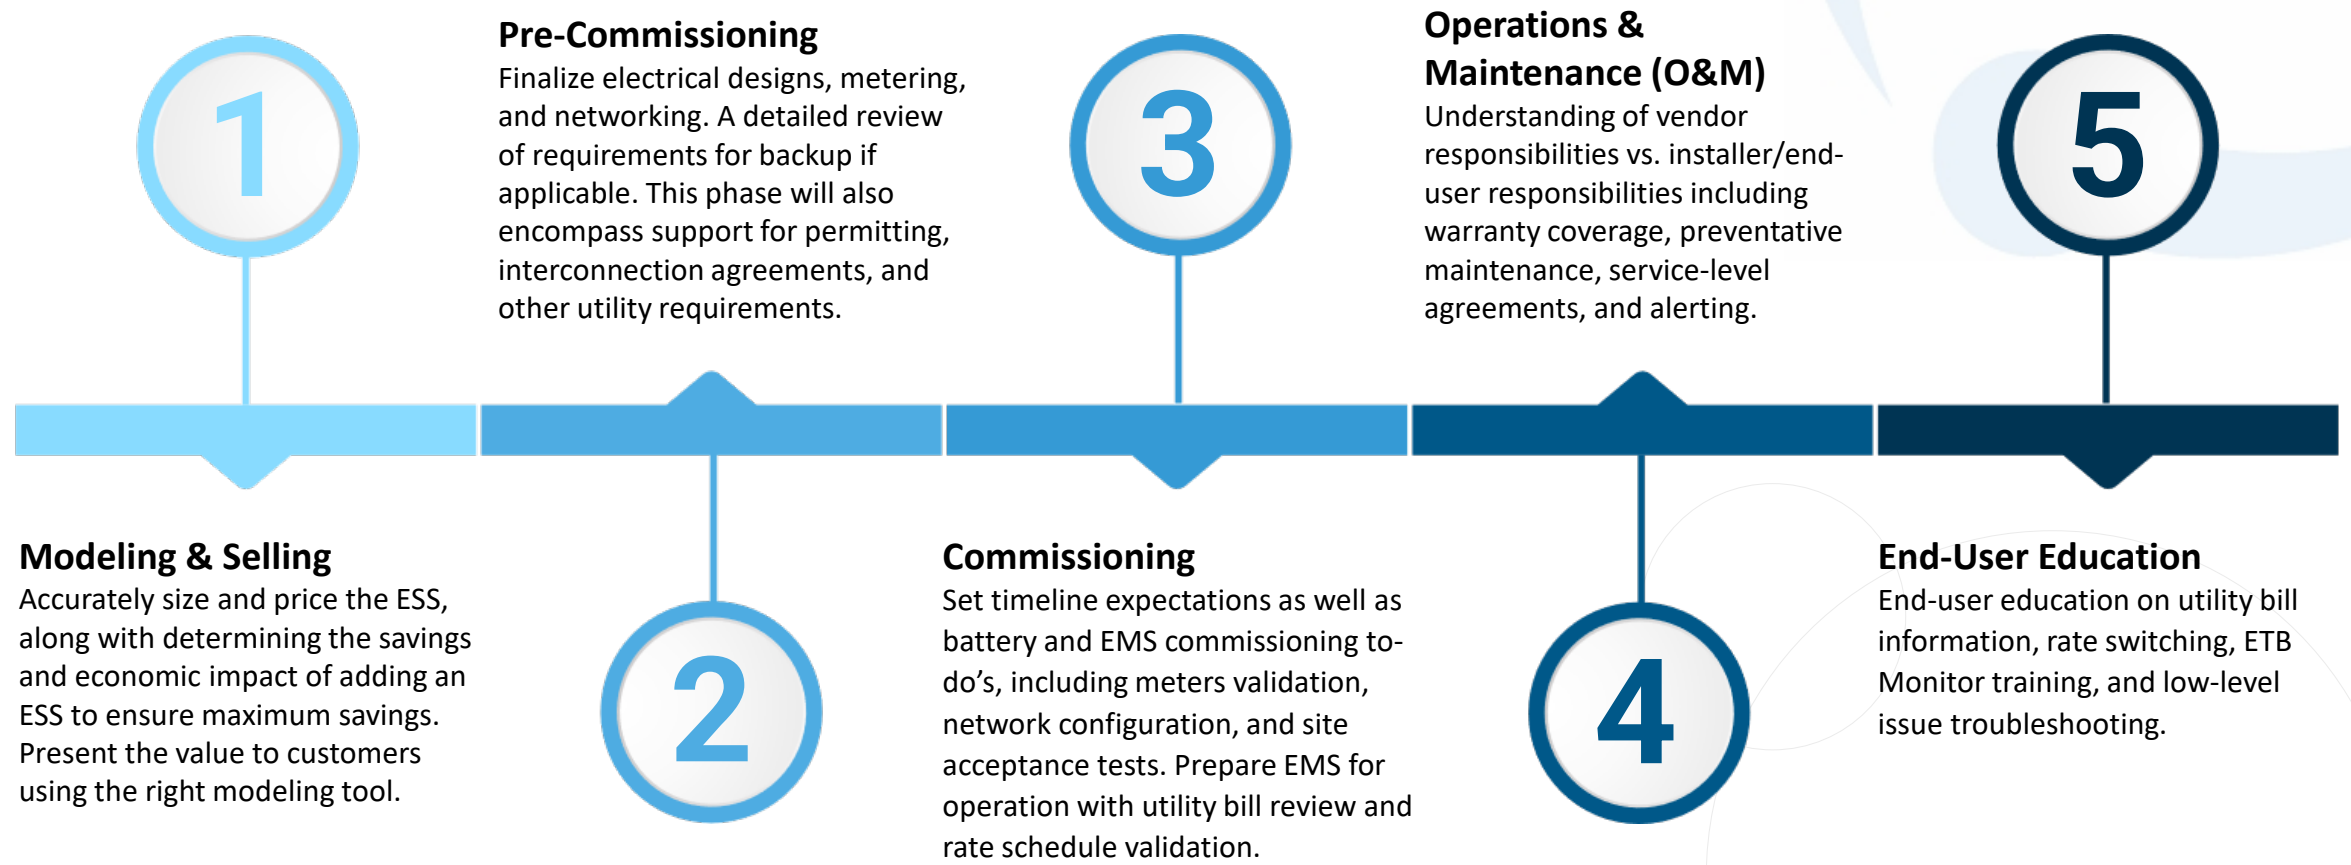 1
Modeling & Selling
Accurately size and price the ESS,
along with determining the savings
and economic impact of adding an
ESS to ensure maximum savings.
Present the value to customers
using the right modeling tool.
Pre-Commissioning
Finalize electrical designs, metering,
and networking. A detailed review
of requirements for backup if
applicable. This phase will also
encompass support for permitting,
interconnection agreements, and
other utility requirements.
2
3
Commissioning
Set timeline expectations as well as
battery and EMS commissioning to-
do’s, including meters validation,
network configuration, and site
acceptance tests. Prepare EMS for
operation with utility bill review and
rate schedule validation.
Operations &
Maintenance (O&M)
Understanding of vendor
responsibilities vs. installer/end-
user responsibilities including
warranty coverage, preventative
maintenance, service-level
agreements, and alerting.
4
5
End-User Education
End-user education on utility bill
information, rate switching, ETB
Monitor training, and low-level
issue troubleshooting.